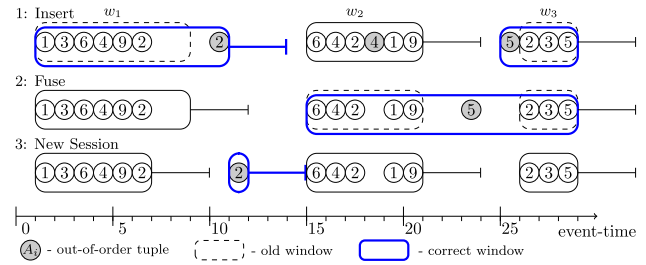 1: Insert w1 w2 w3
1 3 6 4 9 2 2 6 4 2 4 1 9 5 2 3 5
2: Fuse
1 3 6 4 9 2 6 4 2 1 9 5 2 3 5
3: New Session
1 3 6 4 9 2 2 6 4 2 1 9 2 3 5
0 5 10 15 20 25
event-time
Ai - out-of-order tuple - old window - correct window